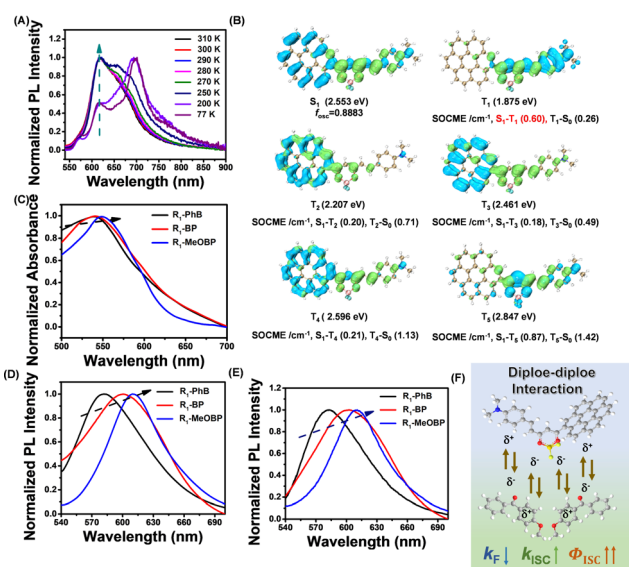 (A)
Normalized PL Intensity
1.2
1.0
0.8
0.6
0.4
0.2
0.0
310 K
300 K
290 K
280 K
270 K
250 K
200 K
77 K
550 600 650 700 750 800 850 900
Wavelength (nm)
(B)
S1 (2.553 eV)
fosc=0.8883
T1 (1.875 eV)
SOCME /cm-1, S1-T1 (0.60), T1-S0 (0.26)
T2 (2.207 eV)
SOCME /cm-1, S1-T2 (0.20), T2-S0 (0.71)
T3 (2.461 eV)
SOCME /cm-1, S1-T3 (0.18), T3-S0 (0.49)
T4 ( 2.596 eV)
SOCME /cm-1, S1-T4 (0.21), T4-S0 (1.13)
T5 (2.847 eV)
SOCME /cm-1, S1-T5 (0.87), T5-S0 (1.42)
(C)
Normalized Absorbance
1.0
0.8
0.6
0.4
0.2
0.0
R1-PhB
R1-BP
R1-MeOBP
500 550 600 650 700
Wavelength (nm)
(D)
Normalized PL Intensity
1.2
1.0
0.8
0.6
0.4
0.2
0.0
R1-PhB
R1-BP
R1-MeOBP
540 570 600 630 660 690
Wavelength (nm)
(E)
Normalized PL Intensity
1.4
1.2
1.0
0.8
0.6
0.4
0.2
0.0
R1-PhB
R1-BP
R1-MeOBP
540 570 600 630 660 690
Wavelength (nm)
(F)
Diploe-diploe
Interaction
δ+ δ- δ- δ+
δ- δ+ δ+ δ-
kF↓ kISC↑ ΦISC↑↑